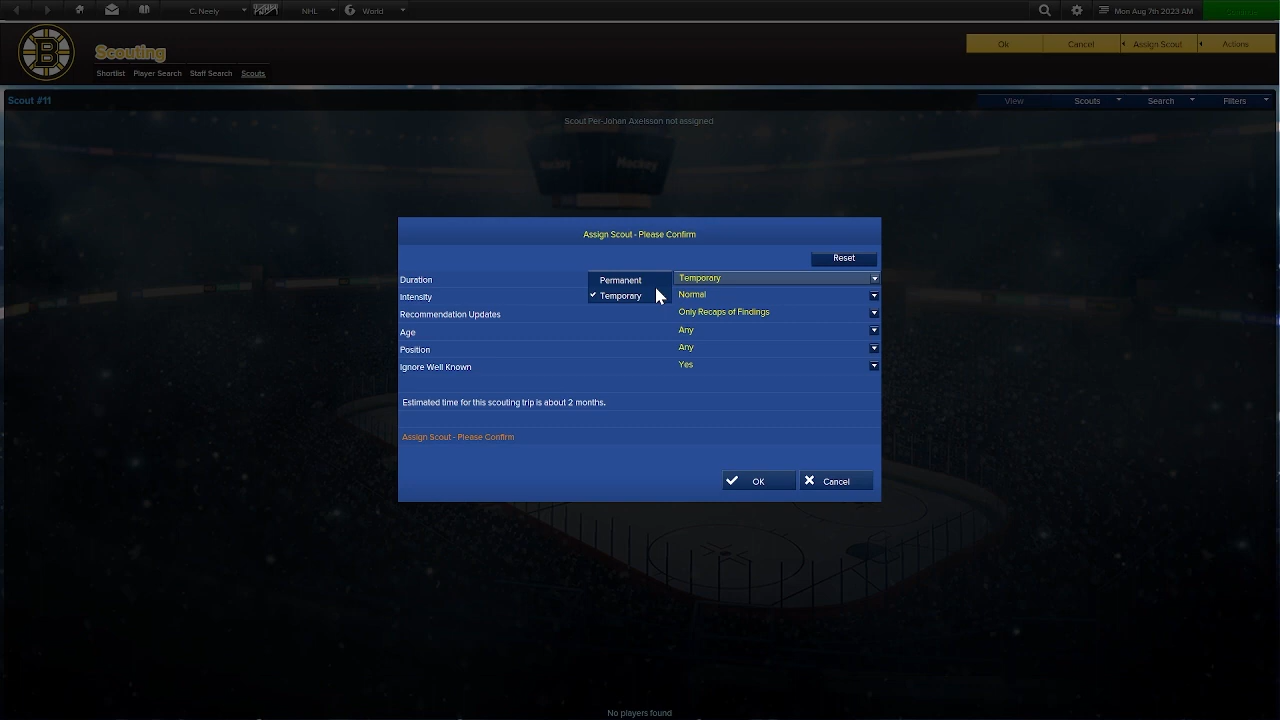 C. Neely NHL World Mon Aug 7th 2023 AM
B
Scouting
Ok Cancel Assign Scout Actions
Shortlist Player Search Staff Search Scouts
Scout #11 View Scouts Search Filters
Scout Per-Johan Axelsson not assigned
Hockey Hockey
Assign Scout - Please Confirm
Reset
Duration Permanent Temporary
Temporary
Intensity Normal
Recommendation Updates Only Recaps of Findings
Age Any
Position Any
Ignore Well Known Yes
Estimated time for this scouting trip is about 2 months.
Assign Scout - Please Confirm
OK Cancel
No players found